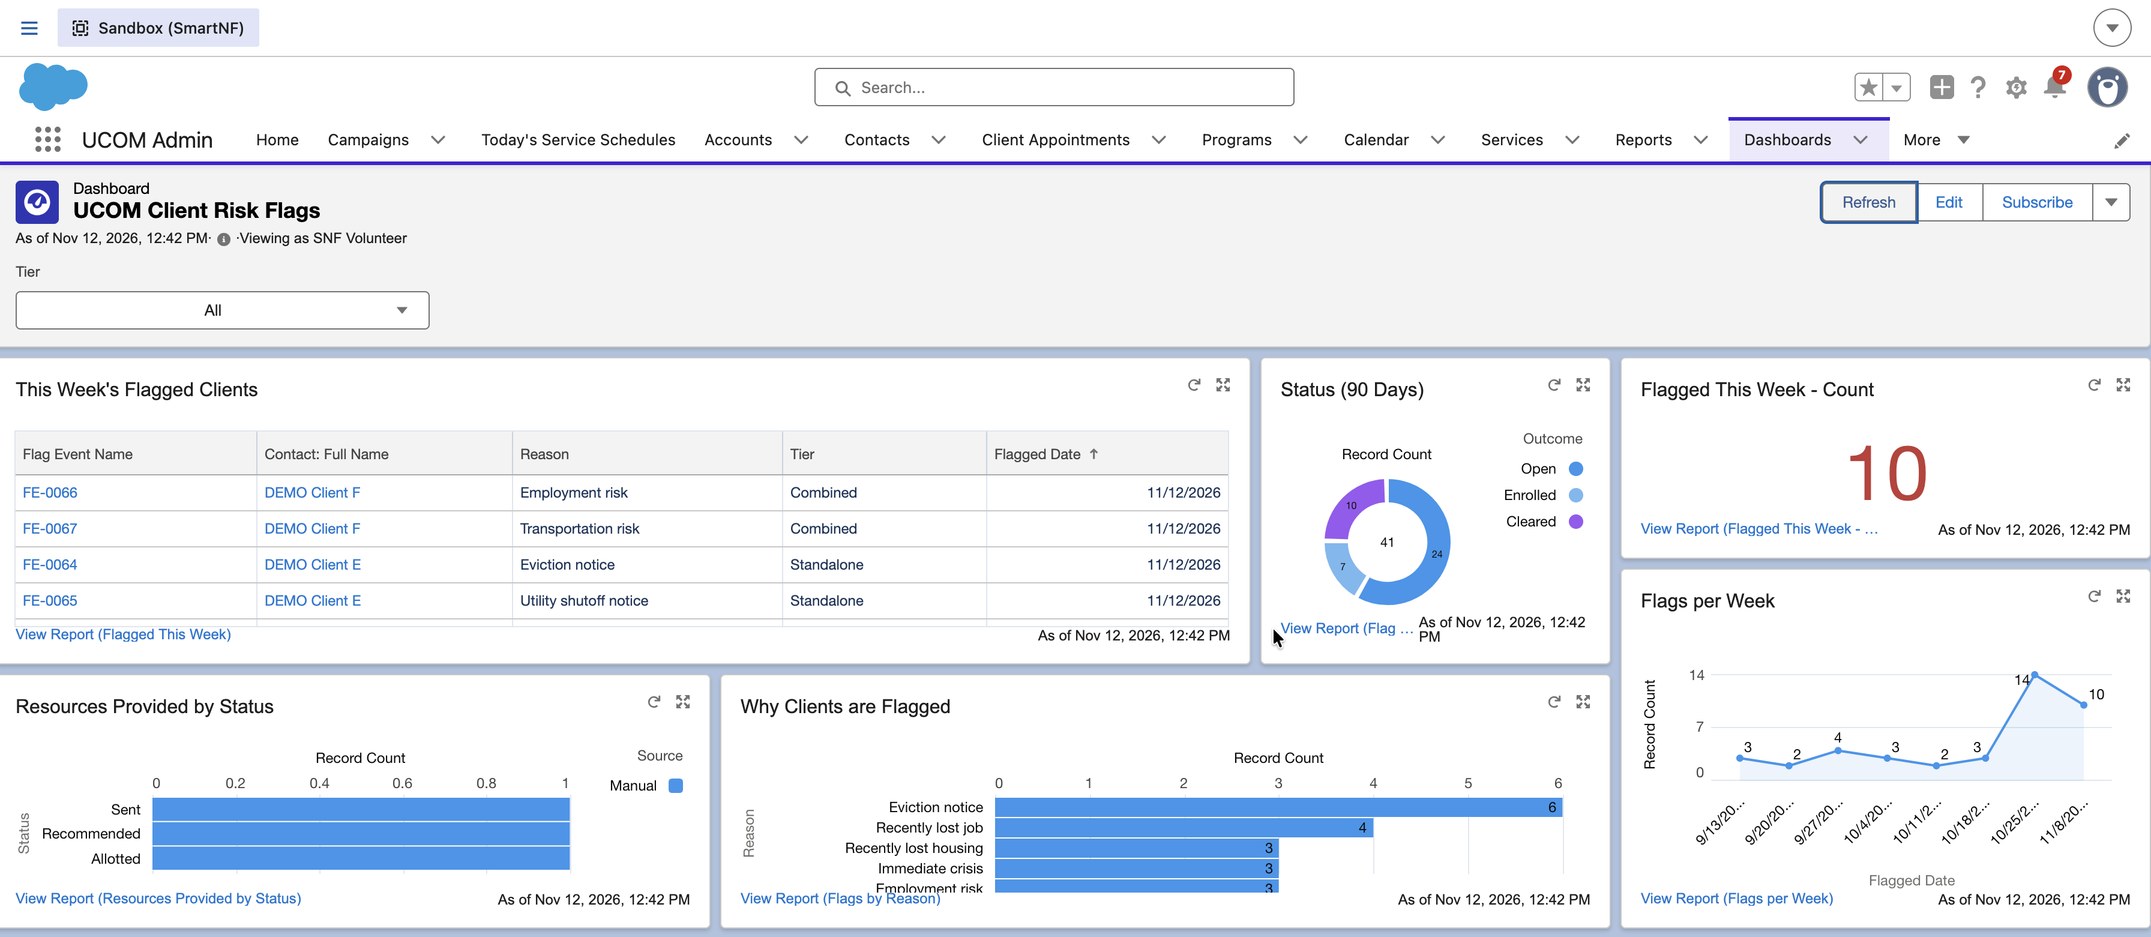 Sandbox (SmartNF)
Search...
7
UCOM Admin
Home
Campaigns
Today's Service Schedules
Accounts
Contacts
Client Appointments
Programs
Calendar
Services
Reports
Dashboards
More
Dashboard
UCOM Client Risk Flags
As of Nov 12, 2026, 12:42 PM· ·Viewing as SNF Volunteer
Refresh
Edit
Subscribe
Tier
All
This Week's Flagged Clients
Flag Event Name Contact: Full Name Reason Tier Flagged Date ↑
FE-0066 DEMO Client F Employment risk Combined 11/12/2026
FE-0067 DEMO Client F Transportation risk Combined 11/12/2026
FE-0064 DEMO Client E Eviction notice Standalone 11/12/2026
FE-0065 DEMO Client E Utility shutoff notice Standalone 11/12/2026
View Report (Flagged This Week)
As of Nov 12, 2026, 12:42 PM
Status (90 Days)
Record Count
Outcome
Open
Enrolled
Cleared
10
41
24
7
View Report (Flag ...
As of Nov 12, 2026, 12:42
PM
Flagged This Week - Count
10
View Report (Flagged This Week - ...
As of Nov 12, 2026, 12:42 PM
Resources Provided by Status
Record Count
Source
Manual
0 0.2 0.4 0.6 0.8 1
Status
Sent
Recommended
Allotted
View Report (Resources Provided by Status)
As of Nov 12, 2026, 12:42 PM
Why Clients are Flagged
Record Count
0 1 2 3 4 5 6
Reason
Eviction notice 6
Recently lost job 4
Recently lost housing 3
Immediate crisis 3
Employment risk 3
View Report (Flags by Reason)
As of Nov 12, 2026, 12:42 PM
Flags per Week
Record Count
14
7
0
3 2 4 3 2 3 14 10
9/13/20... 9/20/20... 9/27/20... 10/4/20... 10/11/2... 10/18/2... 10/25/2... 11/8/20...
Flagged Date
View Report (Flags per Week)
As of Nov 12, 2026, 12:42 PM